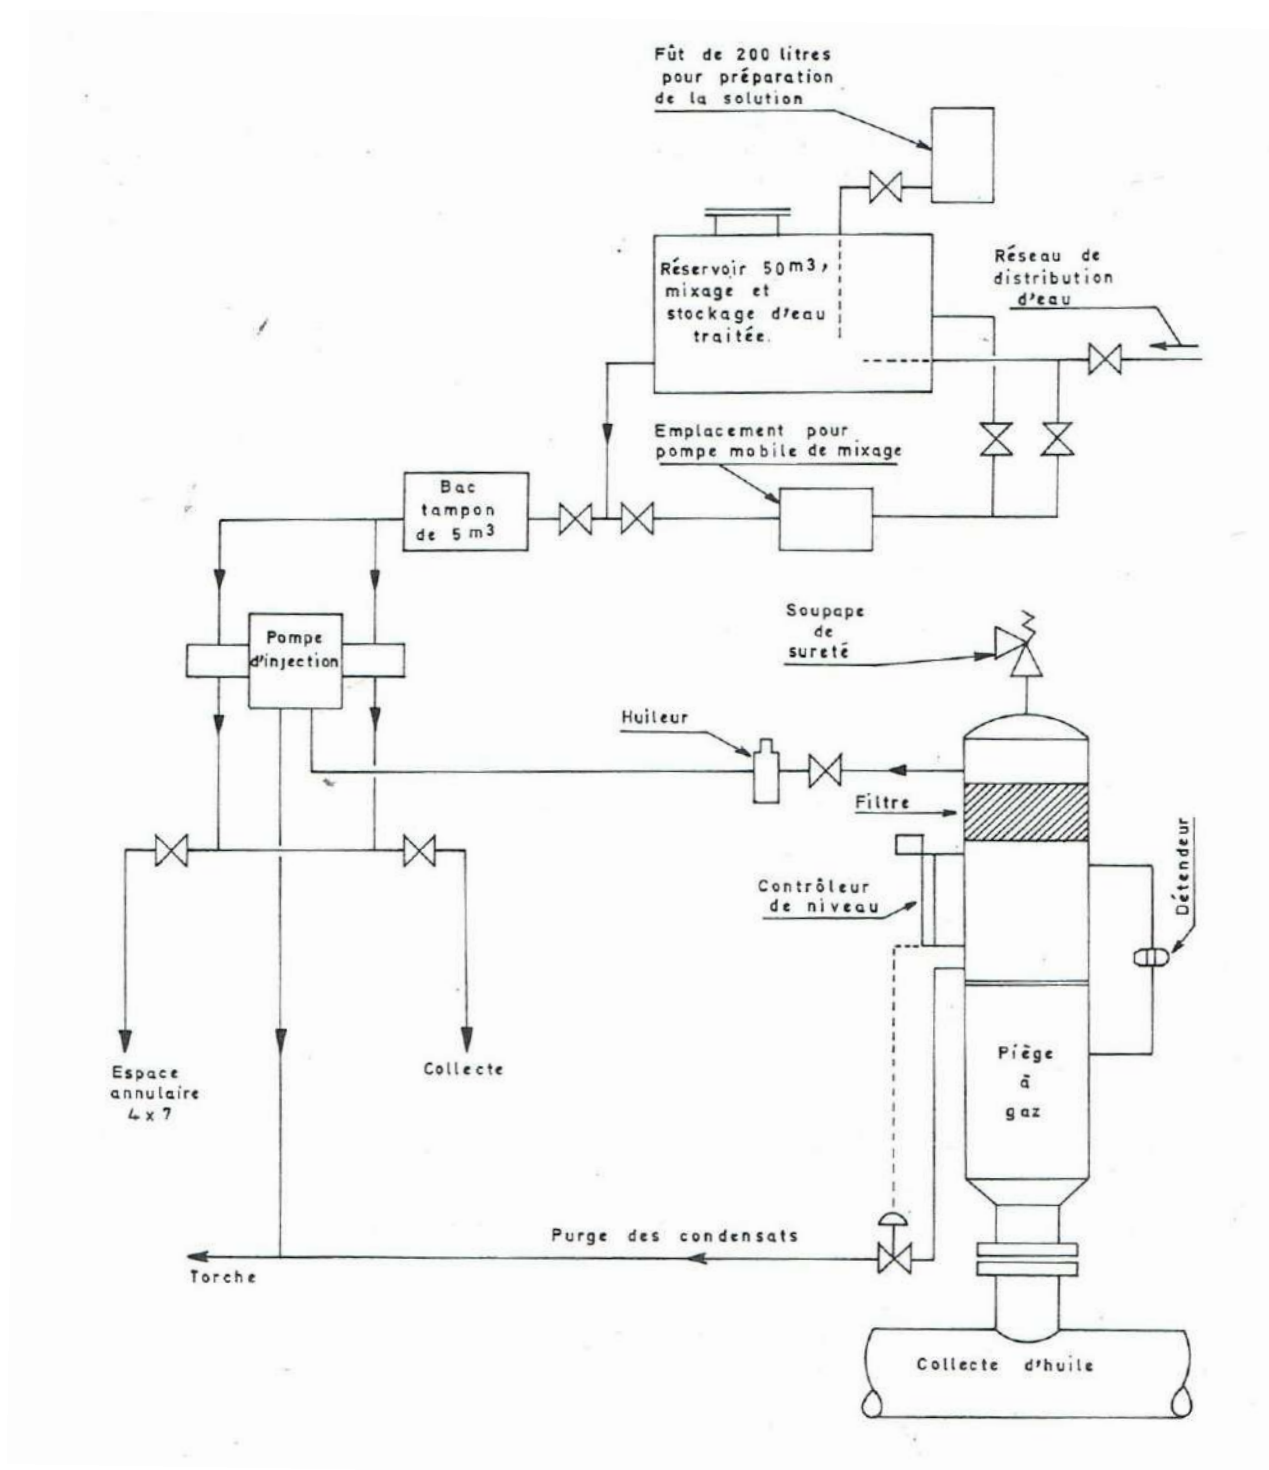 Fût de 200 litres
pour préparation
de la solution
Réservoir 50m3,
mixage et
stockage d'eau
traitée.
Réseau de
distribution
d'eau
Emplacement pour
pompe mobile de mixage
Bac
tampon
de 5 m3
Pompe
d'injection
Soupape
de
sureté
Huileur
Filtre
Détendeur
Contrôleur
de niveau
Piège
à
gaz
Espace
annulaire
4 x 7
Collecte
Purge des condensats
Torche
Collecte d'huile